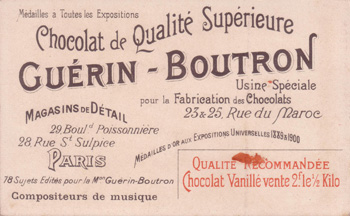 Médailles à Toutes les Expositions
Chocolat de Qualité Supérieure
GUÉRIN - BOUTRON
Usine Spéciale
pour la Fabrication des Chocolats
23 & 25, Rue du Maroc
MAGASINS DE DÉTAIL
29. Boul.d Poissonnière
28. Rue St Sulpice
PARIS
MÉDAILLES D'OR AUX EXPOSITIONS UNIVERSELLES 1889 & 1900
78 Sujets Edités pour la Mon Guérin-Boutron
Compositeurs de musique
QUALITÉ RECOMMANDÉE
Chocolat Vanillé vente 2f. le ½ Kilo